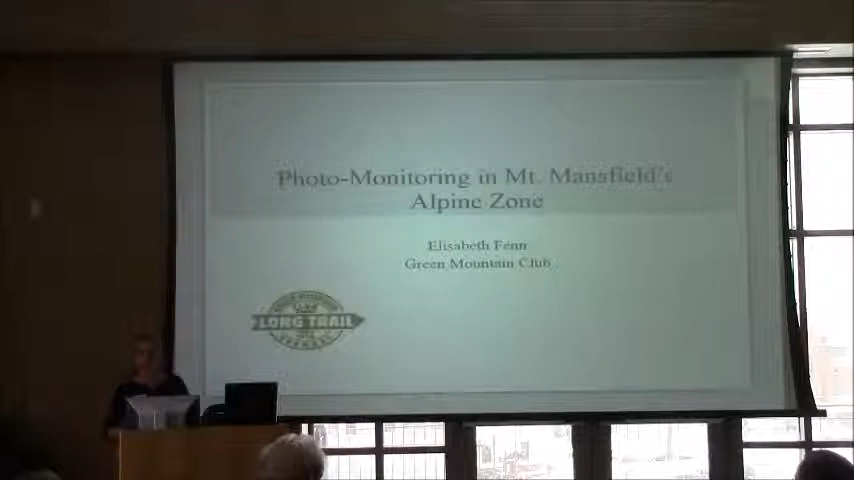 Photo-Monitoring in Mt. Mansfield's
Alpine Zone
Elisabeth Fenn
Green Mountain Club
LONG TRAIL